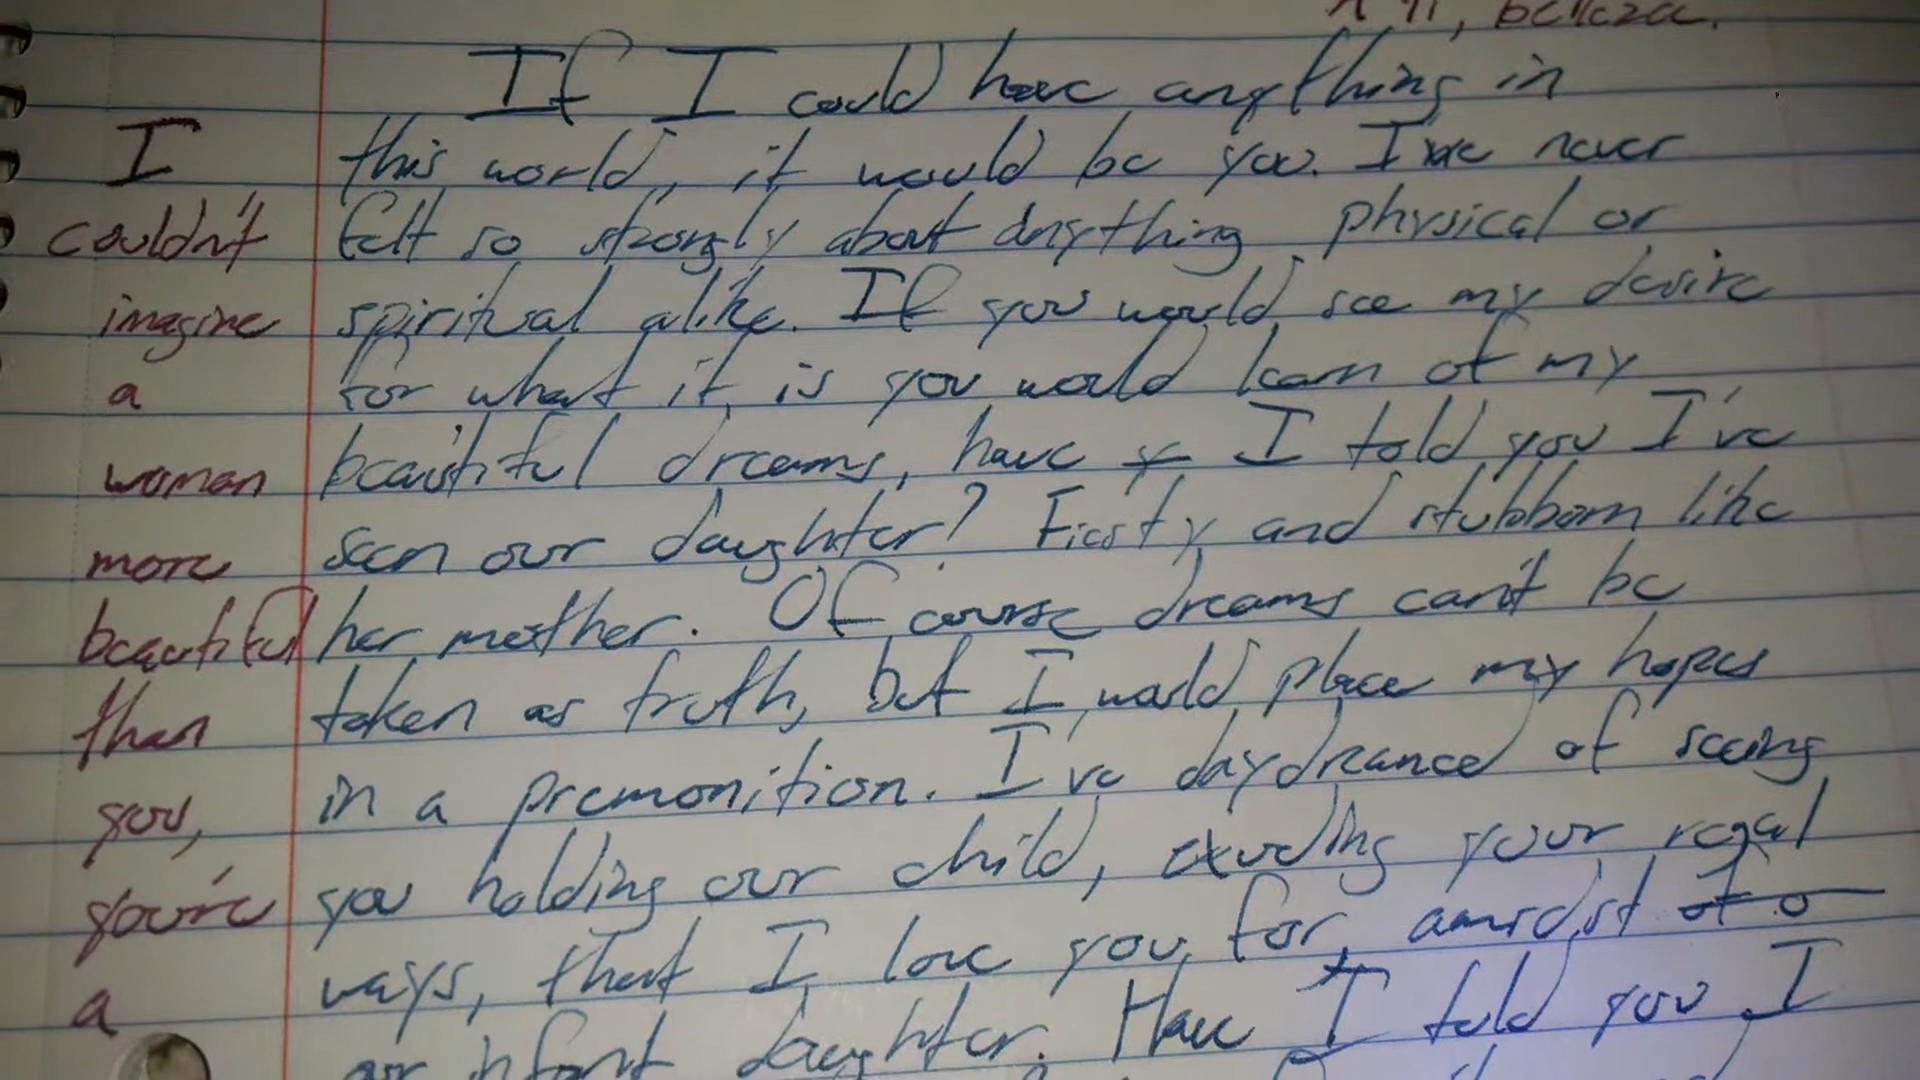 belleza.
If I could have anything in
this world, it would be you. I've never
felt so strongly about anything physical or
spiritual alike. If you would see my desire
for what it is you would learn of my
beautiful dreams, have I told you I've
seen our daughter? Fiesty and stubborn like
her mother. Of course dreams can't be
taken as truth, but I would place my hopes
in a premonition. I've daydreamed of seeing
you holding our child, exuding your regal
ways, that I love you for, amidst
our infant daughter. Have I told you I
I
couldn't
imagine
a
woman
more
beautiful
than
you,
you're
a